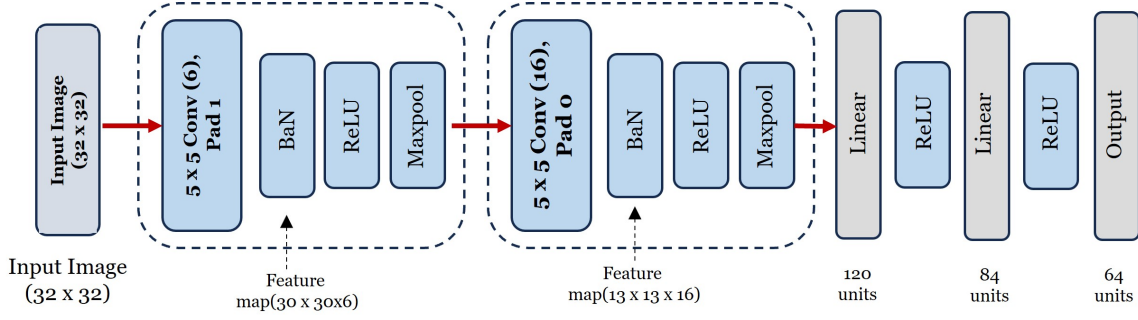 Input Image
(32 x 32)
5 x 5 Conv (6),
Pad 1
BaN
ReLU
Maxpool
5 x 5 Conv (16),
Pad 0
BaN
ReLU
Maxpool
Linear
ReLU
Linear
ReLU
Output
Input Image
(32 x 32)
Feature
map(30 x 30x6)
Feature
map(13 x 13 x 16)
120
units
84
units
64
units